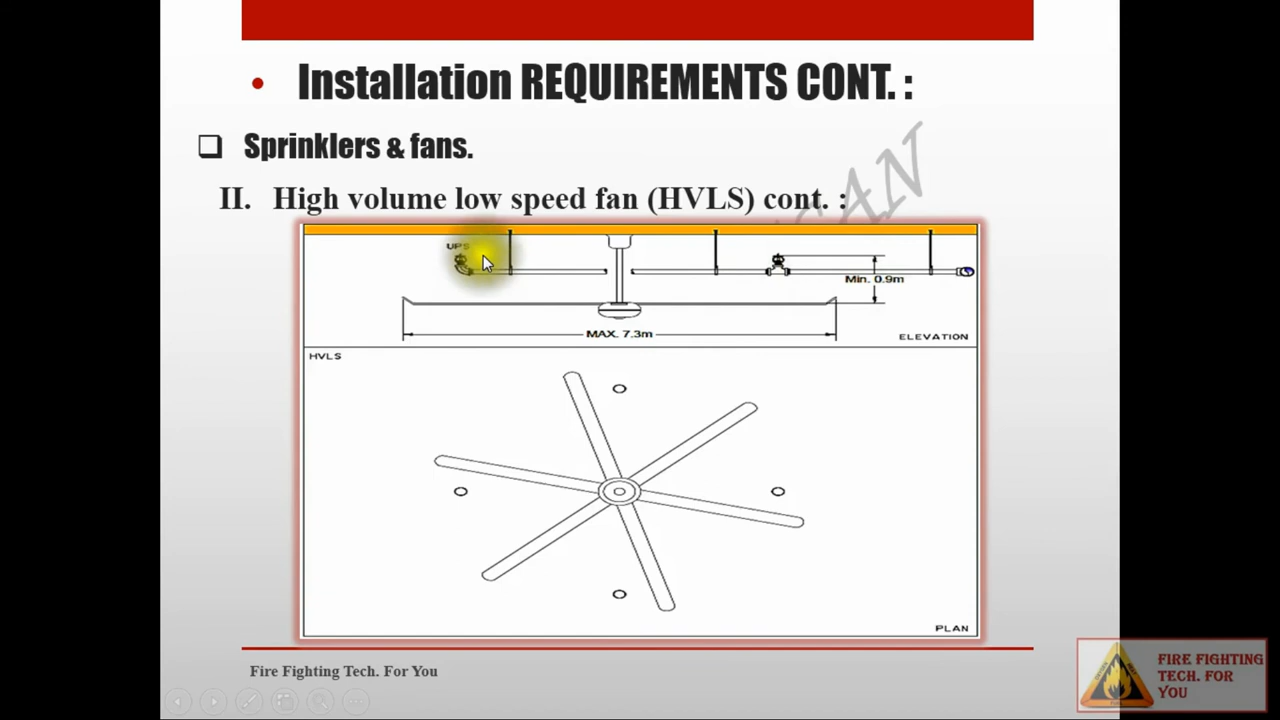 Installation REQUIREMENTS CONT. :
Sprinklers & fans.
II. High volume low speed fan (HVLS) cont. :
UPS
Min. 0.9m
MAX. 7.3m
ELEVATION
HVLS
PLAN
Fire Fighting Tech. For You
FIRE FIGHTING
TECH. FOR
YOU